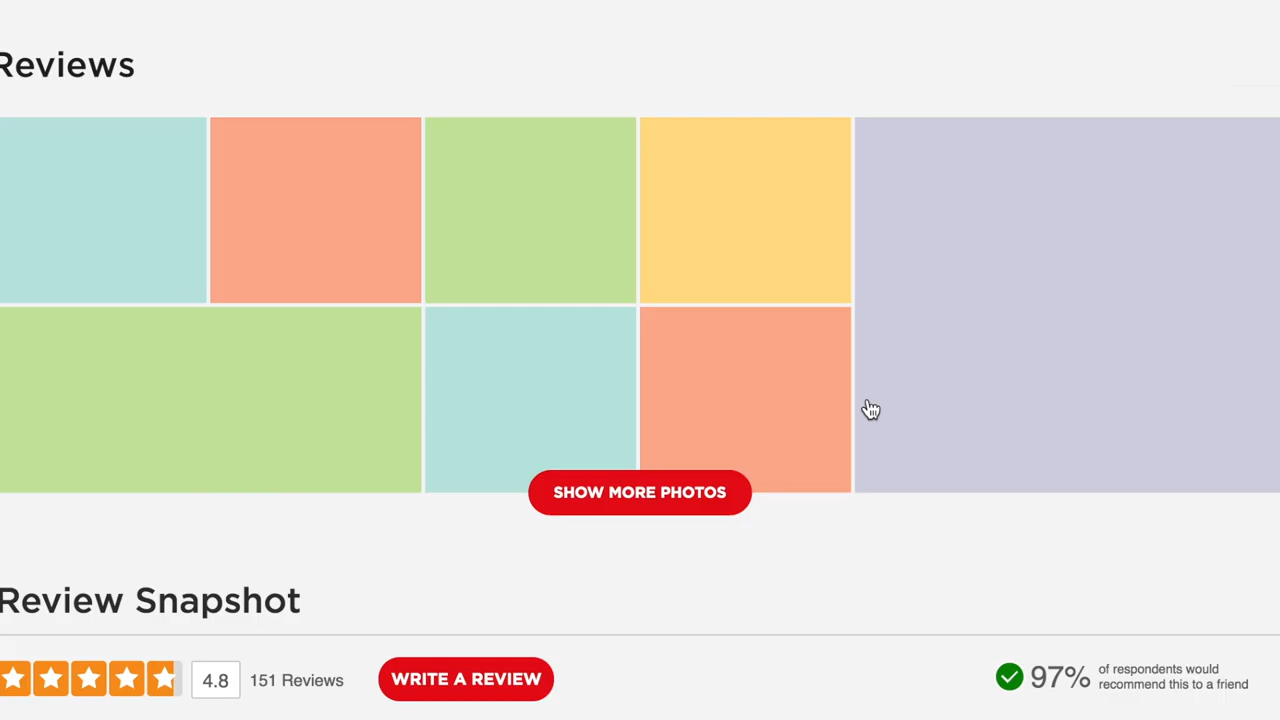 Reviews
SHOW MORE PHOTOS
Review Snapshot
4.8
151 Reviews
WRITE A REVIEW
97%
of respondents would
recommend this to a friend